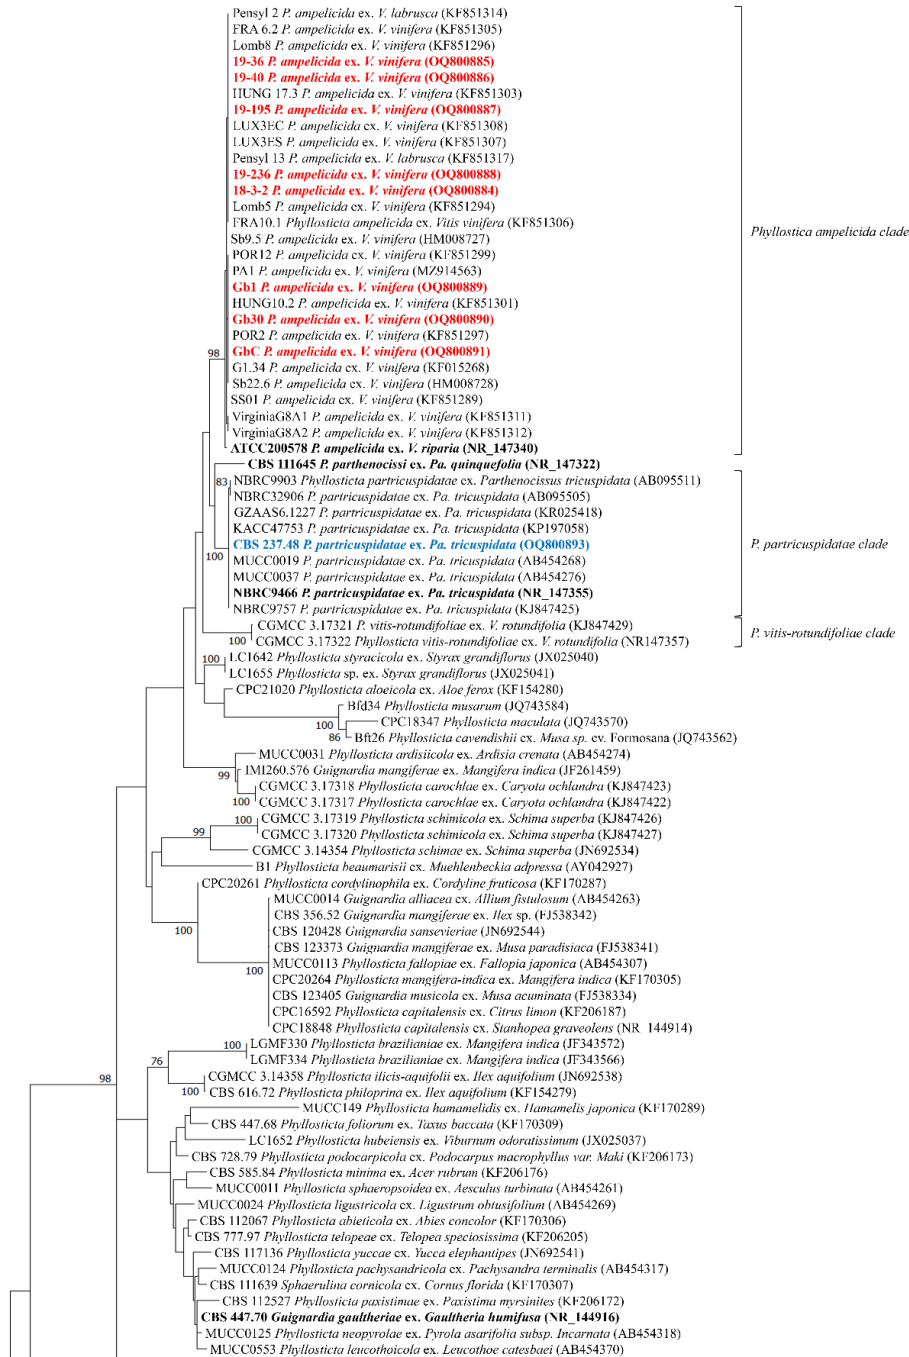 Pensyl 2 P. ampelicida ex. V. labrusca (KF851314)
FRA 6.2 P. ampelicida ex. V. vinifera (KF851305)
Lomb8 P. ampelicida ex. V. vinifera (KF851296)
19-36 P. ampelicida ex. V. vinifera (OQ800885)
19-40 P. ampelicida ex. V. vinifera (OQ800886)
HUNG 17.3 P. ampelicida ex. V. vinifera (KF851303)
19-195 P. ampelicida ex. V. vinifera (OQ800887)
LUX3EC P. ampelicida ex. V. vinifera (KF851308)
LUX3ES P. ampelicida ex. V. vinifera (KF851307)
Pensyl 13 P. ampelicida ex. V. labrusca (KF851317)
19-236 P. ampelicida ex. V. vinifera (OQ800888)
18-3-2 P. ampelicida ex. V. vinifera (OQ800884)
Lomb5 P. ampelicida ex. V. vinifera (KF851294)
FRA10.1 Phyllosticta ampelicida ex. Vitis vinifera (KF851306)
Phyllostica ampelicida clade
Sb9.5 P. ampelicida ex. V. vinifera (HM008727)
POR12 P. ampelicida ex. V. vinifera (KF851299)
PA1 P. ampelicida ex. V. vinifera (MZ914563)
Gb1 P. ampelicida ex. V. vinifera (OQ800889)
HUNG10.2 P. ampelicida ex. V. vinifera (KF851301)
Gb30 P. ampelicida ex. V. vinifera (OQ800890)
POR2 P. ampelicida ex. V. vinifera (KF851297)
GbC P. ampelicida ex. V. vinifera (OQ800891)
98
G1.34 P. ampelicida ex. V. vinifera (KF015268)
Sb22.6 P. ampelicida ex. V. vinifera (HM008728)
SS01 P. ampelicida ex. V. vinifera (KF851289)
VirginiaG8A1 P. ampelicida ex. V. vinifera (KF851311)
VirginiaG8A2 P. ampelicida ex. V. vinifera (KF851312)
ATCC200578 P. ampelicida ex. V. riparia (NR_147340)
CBS 111645 P. parthenocissi ex. Pa. quinquefolia (NR_147322)
83
NBRC9903 Phyllosticta partricuspidatae ex. Parthenocissus tricuspidata (AB095511)
NBRC32906 P. partricuspidatae ex. Pa. tricuspidata (AB095505)
GZAAS6.1227 P. partricuspidatae ex. Pa. tricuspidata (KR025418)
KACC47753 P. partricuspidatae ex. Pa. tricuspidata (KP197058)
CBS 237.48 P. partricuspidatae ex. Pa. tricuspidata (OQ800893)
P. partricuspidatae clade
100
MUCC0019 P. partricuspidatae ex. Pa. tricuspidata (AB454268)
MUCC0037 P. partricuspidatae ex. Pa. tricuspidata (AB454276)
NBRC9466 P. partricuspidatae ex. Pa. tricuspidata (NR_147355)
NBRC9757 P. partricuspidatae ex. Pa. tricuspidata (KJ847425)
CGMCC 3.17321 P. vitis-rotundifoliae ex. V. rotundifolia (KJ847429)
P. vitis-rotundifoliae clade
100
CGMCC 3.17322 Phyllosticta vitis-rotundifoliae ex. V. rotundifolia (NR147357)
LC1642 Phyllosticta styracicola ex. Styrax grandiflorus (JX025040)
100
LC1655 Phyllosticta sp. ex. Styrax grandiflorus (JX025041)
CPC21020 Phyllosticta aloeicola ex. Aloe ferox (KF154280)
Bfd34 Phyllosticta musarum (JQ743584)
100
CPC18347 Phyllosticta maculata (JQ743570)
86
Bft26 Phyllosticta cavendishii ex. Musa sp. cv. Formosana (JQ743562)
MUCC0031 Phyllosticta ardisiicola ex. Ardisia crenata (AB454274)
99
IMI260.576 Guignardia mangiferae ex. Mangifera indica (JF261459)
CGMCC 3.17318 Phyllosticta carochlae ex. Caryota ochlandra (KJ847423)
100
CGMCC 3.17317 Phyllosticta carochlae ex. Caryota ochlandra (KJ847422)
100
CGMCC 3.17319 Phyllosticta schimicola ex. Schima superba (KJ847426)
99
CGMCC 3.17320 Phyllosticta schimicola ex. Schima superba (KJ847427)
CGMCC 3.14354 Phyllosticta schimae ex. Schima superba (JN692534)
B1 Phyllosticta beaumarisii ex. Muehlenbeckia adpressa (AY042927)
CPC20261 Phyllosticta cordylinophila ex. Cordyline fruticosa (KF170287)
MUCC0014 Guignardia alliacea ex. Allium fistulosum (AB454263)
CBS 356.52 Guignardia mangiferae ex. Ilex sp. (FJ538342)
100
CBS 120428 Guignardia sansevieriae (JN692544)
CBS 123373 Guignardia mangiferae ex. Musa paradisiaca (FJ538341)
100
MUCC0113 Phyllosticta fallopiae ex. Fallopia japonica (AB454307)
CPC20264 Phyllosticta mangifera-indica ex. Mangifera indica (KF170305)
CBS 123405 Guignardia musicola ex. Musa acuminata (FJ538334)
CPC16592 Phyllosticta capitalensis ex. Citrus limon (KF206187)
CPC18848 Phyllosticta capitalensis ex. Stanhopea graveolens (NR_144914)
100
LGMF330 Phyllosticta brazilianiae ex. Mangifera indica (JF343572)
76
LGMF334 Phyllosticta brazilianiae ex. Mangifera indica (JF343566)
98
CGMCC 3.14358 Phyllosticta ilicis-aquifolii ex. Ilex aquifolium (JN692538)
100
CBS 616.72 Phyllosticta philoprina ex. Ilex aquifolium (KF154279)
MUCC149 Phyllosticta hamamelidis ex. Hamamelis japonica (KF170289)
CBS 447.68 Phyllosticta foliorum ex. Taxus baccata (KF170309)
LC1652 Phyllosticta hubeiensis ex. Viburnum odoratissimum (JX025037)
CBS 728.79 Phyllosticta podocarpicola ex. Podocarpus macrophyllus var. Maki (KF206173)
CBS 585.84 Phyllosticta minima ex. Acer rubrum (KF206176)
MUCC0011 Phyllosticta sphaeropsoidea ex. Aesculus turbinata (AB454261)
MUCC0024 Phyllosticta ligustricola ex. Ligustrum obtusifolium (AB454269)
CBS 112067 Phyllosticta abieticola ex. Abies concolor (KF170306)
CBS 777.97 Phyllosticta telopeae ex. Telopea speciosissima (KF206205)
CBS 117136 Phyllosticta yuccae ex. Yucca elephantipes (JN692541)
MUCC0124 Phyllosticta pachysandricola ex. Pachysandra terminalis (AB454317)
CBS 111639 Sphaerulina cornicola ex. Cornus florida (KF170307)
CBS 112527 Phyllosticta paxistimae ex. Paxistima myrsinites (KF206172)
CBS 447.70 Guignardia gaultheriae ex. Gaultheria humifusa (NR_144916)
MUCC0125 Phyllosticta neopyrolae ex. Pyrola asarifolia subsp. Incarnata (AB454318)
MUCC0553 Phyllosticta leucothoicola ex. Leucothoe catesbaei (AB454370)